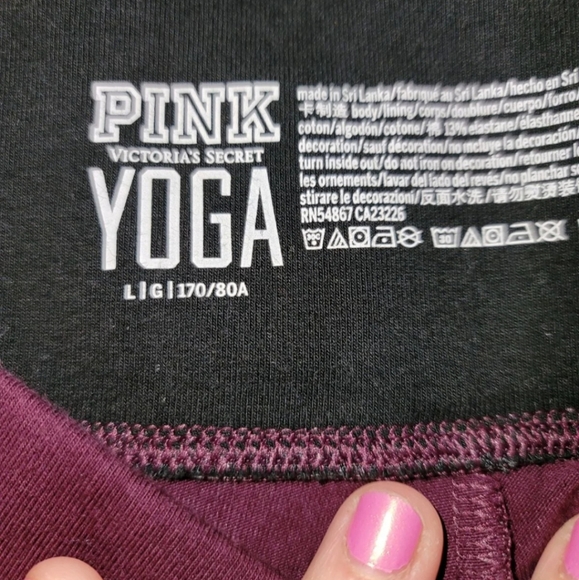 PINK
VICTORIA'S SECRET
YOGA
L | G | 170/80A
made in Sri Lanka/fabriqué au Sri Lanka/hecho en Sri
卡制造 body/lining/corps/doublure/cuerpo/forro/
coton/algodón/cotone/棉 13% elastane/élasthanne
decoration/sauf décoration/no incluye la decoración
turn inside out/do not iron on decoration/retourner
les ornements/lavar del lado del revés/no planchar
stirare le decorazioni/反面水洗/请勿熨烫装
RN54867 CA23226
30C
30